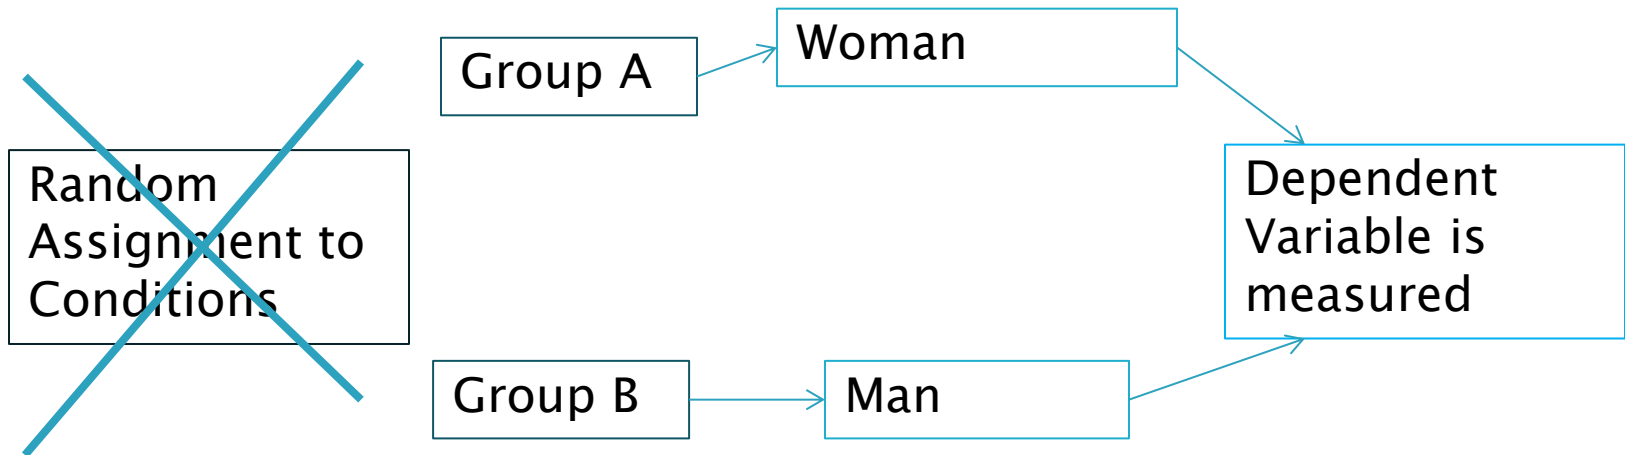 Random
Assignment to
Conditions
Group A
Woman
Group B
Man
Dependent
Variable is
measured